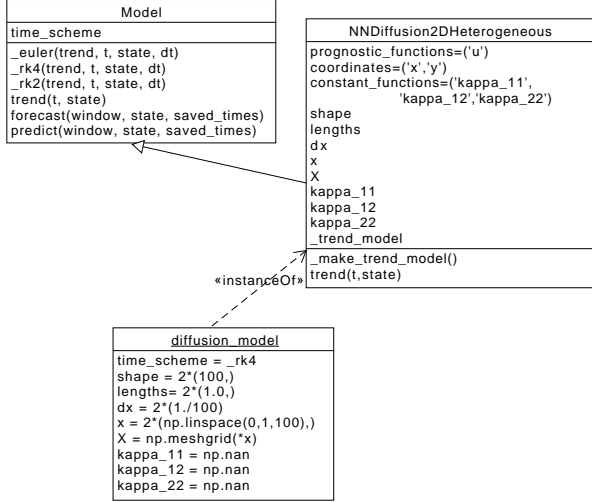 Model
time_scheme
_euler(trend, t, state, dt)
_rk4(trend, t, state, dt)
_rk2(trend, t, state, dt)
trend(t, state)
forecast(window, state, saved_times)
predict(window, state, saved_times)
NNDiffusion2DHeterogeneous
prognostic_functions=('u')
coordinates=('x','y')
constant_functions=('kappa_11',
'kappa_12','kappa_22')
shape
lengths
dx
x
X
kappa_11
kappa_12
kappa_22
_trend_model
_make_trend_model()
trend(t,state)
«instanceOf»
diffusion_model
time_scheme = _rk4
shape = 2*(100,)
lengths= 2*(1.0,)
dx = 2*(1./100)
x = 2*(np.linspace(0,1,100),)
X = np.meshgrid(*x)
kappa_11 = np.nan
kappa_12 = np.nan
kappa_22 = np.nan